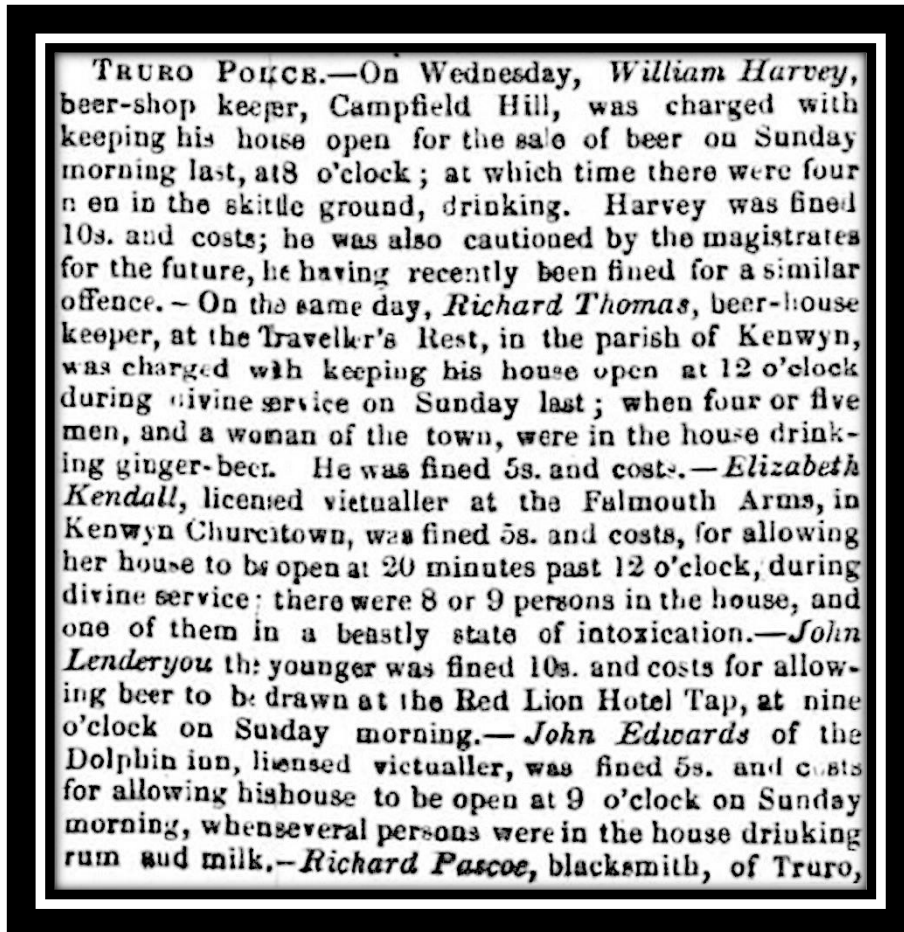 TRURO POLICE.—On Wednesday, William Harvey,
beer-shop keeper, Campfield Hill, was charged with
keeping his house open for the sale of beer on Sunday
morning last, at8 o'clock; at which time there were four
men in the skittle ground, drinking. Harvey was fined
10s. and costs; he was also cautioned by the magistrates
for the future, he having recently been fined for a similar
offence.—On the same day, Richard Thomas, beer-house
keeper, at the Traveller's Rest, in the parish of Kenwyn,
was charged with keeping his house open at 12 o'clock
during divine service on Sunday last; when four or five
men, and a woman of the town, were in the house drink-
ing ginger-beer. He was fined 5s. and costs.—Elizabeth
Kendall, licensed victualler at the Falmouth Arms, in
Kenwyn Churchtown, was fined 5s. and costs, for allowing
her house to be open at 20 minutes past 12 o'clock, during
divine service; there were 8 or 9 persons in the house, and
one of them in a beastly state of intoxication.—John
Lenderyou the younger was fined 10s. and costs for allow-
ing beer to be drawn at the Red Lion Hotel Tap, at nine
o'clock on Sunday morning.—John Edwards of the
Dolphin inn, licensed victualler, was fined 5s. and costs
for allowing hishouse to be open at 9 o'clock on Sunday
morning, whenseveral persons were in the house drinking
rum and milk.—Richard Pascoe, blacksmith, of Truro,